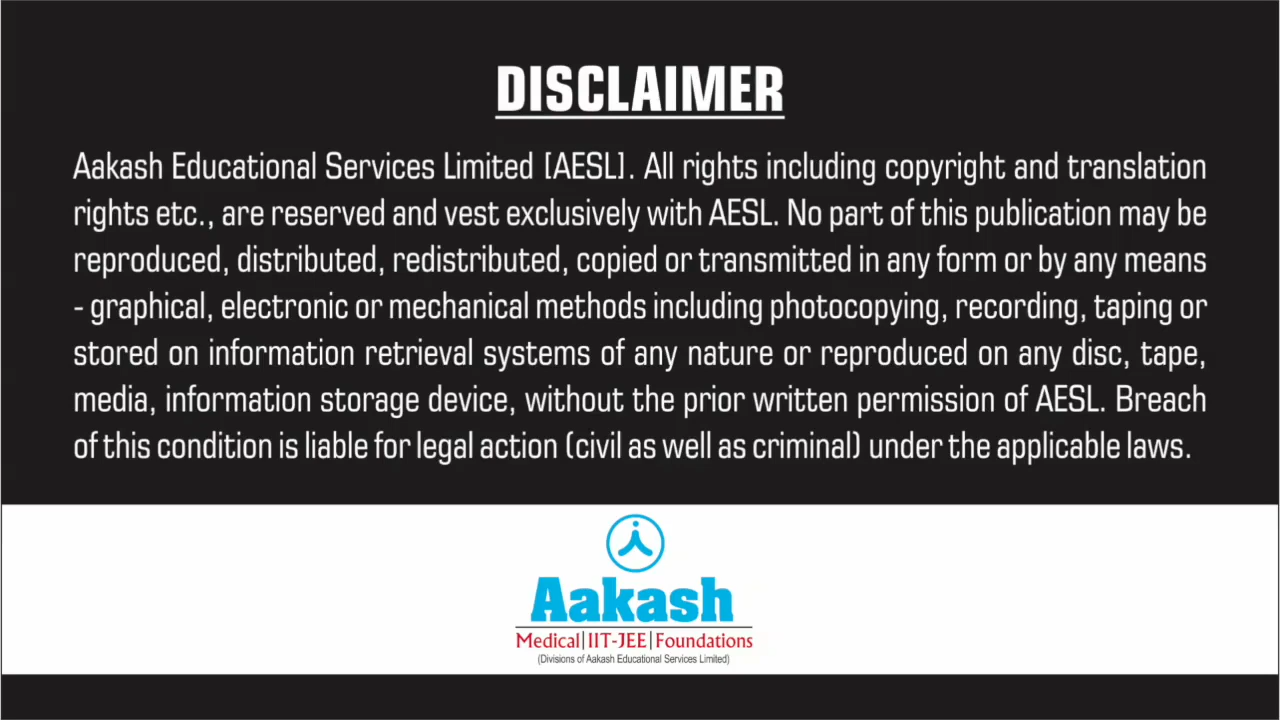 DISCLAIMER
Aakash Educational Services Limited [AESL]. All rights including copyright and translation
rights etc., are reserved and vest exclusively with AESL. No part of this publication may be
reproduced, distributed, redistributed, copied or transmitted in any form or by any means
- graphical, electronic or mechanical methods including photocopying, recording, taping or
stored on information retrieval systems of any nature or reproduced on any disc, tape,
media, information storage device, without the prior written permission of AESL. Breach
of this condition is liable for legal action (civil as well as criminal) under the applicable laws.
Aakash
Medical|IIT-JEE|Foundations
(Divisions of Aakash Educational Services Limited)